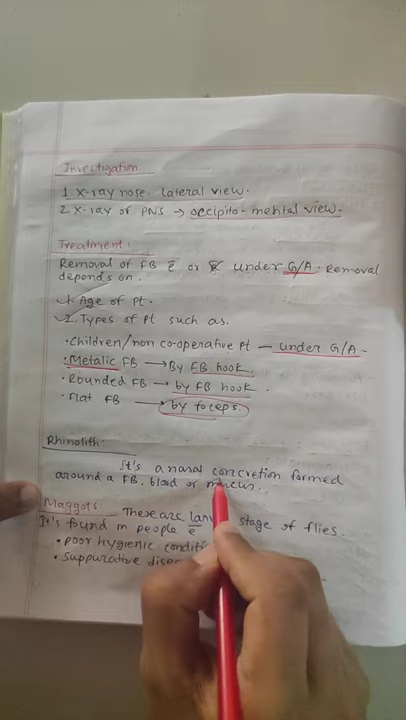 Investigation
1. X-ray nose- lateral view.
2. X-ray of PNS → occipito-mental view.
Treatment:
Removal of FB c̄ or under G/A. Removal
depends on:
1. Age of Pt.
2. Types of Pt such as.
• Children/non co-operative Pt — under G/A-
• Metalic FB → By FB hook.
• Rounded FB → by FB hook.
• Flat FB → by foceps.
Rhinolith:
It's a nasal concretion formed
around a FB, blood or mucus.
Maggots: There are stage of flies.
It's found in people c̄
• poor hygienic
• suppurative